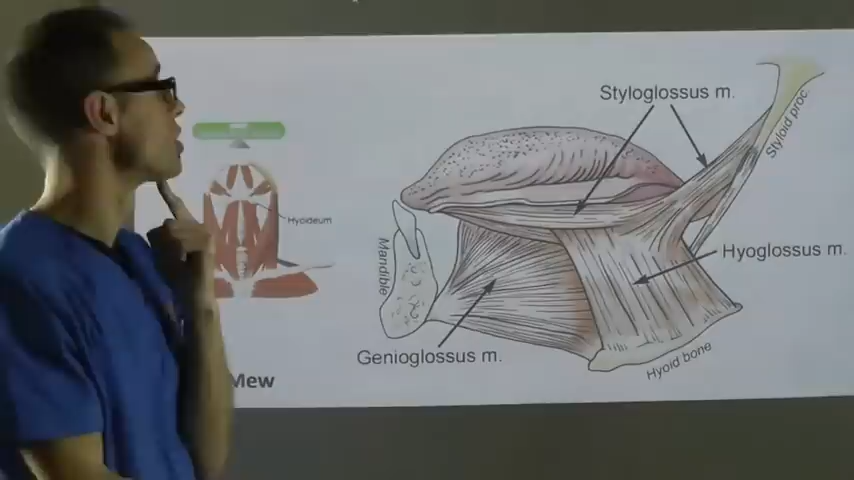 Styloglossus m.
Styloid proc.
Hyoideum
Mandible
Hyoglossus m.
Genioglossus m.
Hyoid bone
Mew